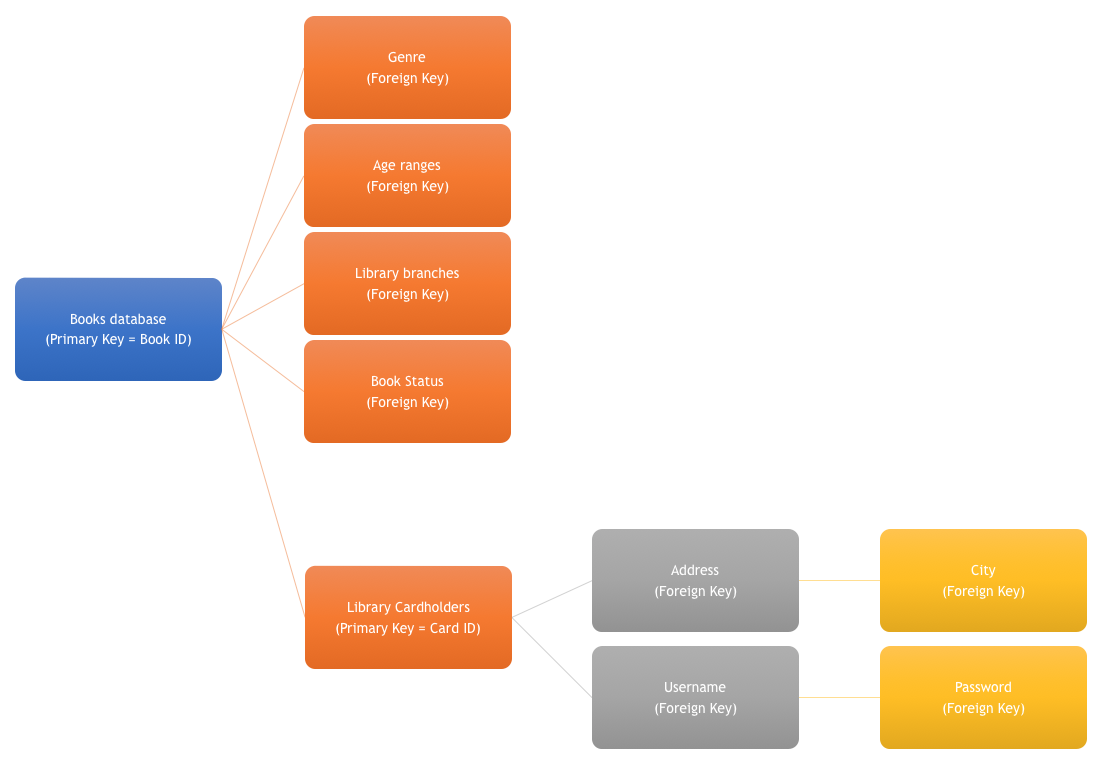 Genre
(Foreign Key)
Age ranges
(Foreign Key)
Library branches
(Foreign Key)
Books database
(Primary Key = Book ID)
Book Status
(Foreign Key)
Library Cardholders
(Primary Key = Card ID)
Address
(Foreign Key)
City
(Foreign Key)
Username
(Foreign Key)
Password
(Foreign Key)